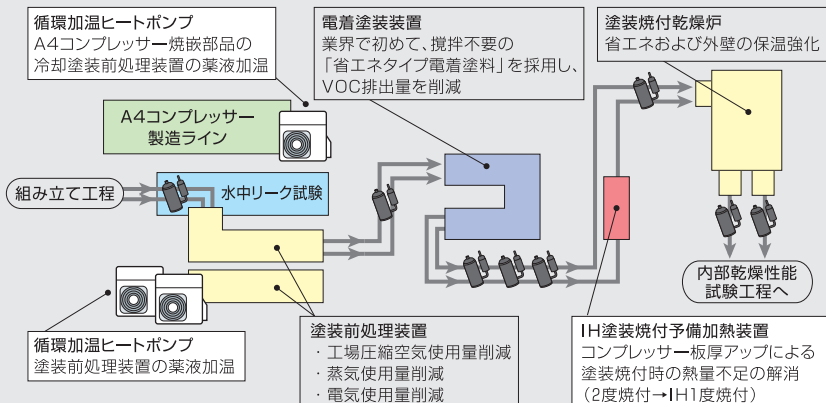 循環加温ヒートポンプ
A4コンプレッサー焼嵌部品の
冷却塗装前処理装置の薬液加温
電着塗装装置
業界で初めて、撹拌不要の
「省エネタイプ電着塗料」を採用し、
VOC排出量を削減
塗装焼付乾燥炉
省エネおよび外壁の保温強化
A4コンプレッサー
製造ライン
組み立て工程
水中リーク試験
内部乾燥性能
試験工程へ
循環加温ヒートポンプ
塗装前処理装置の薬液加温
塗装前処理装置
・工場圧縮空気使用量削減
・蒸気使用量削減
・電気使用量削減
IH塗装焼付予備加熱装置
コンプレッサー板厚アップによる
塗装焼付時の熱量不足の解消
（2度焼付→IH1度焼付）